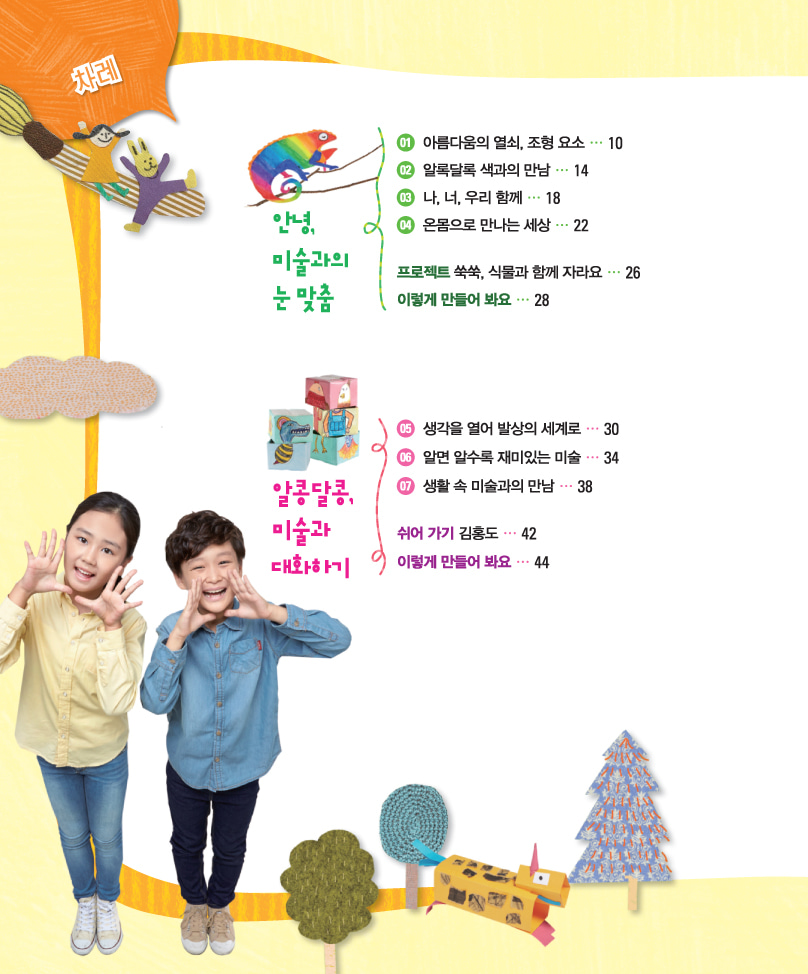 차례
안녕,
미술과의
눈 맞춤
01 아름다움의 열쇠, 조형 요소 ··· 10
02 알록달록 색과의 만남 ··· 14
03 나, 너, 우리 함께 ··· 18
04 온몸으로 만나는 세상 ··· 22
프로젝트 쑥쑥, 식물과 함께 자라요 ··· 26
이렇게 만들어 봐요 ··· 28
알콩달콩,
미술과
대화하기
05 생각을 열어 발상의 세계로 ··· 30
06 알면 알수록 재미있는 미술 ··· 34
07 생활 속 미술과의 만남 ··· 38
쉬어 가기 김홍도 ··· 42
이렇게 만들어 봐요 ··· 44